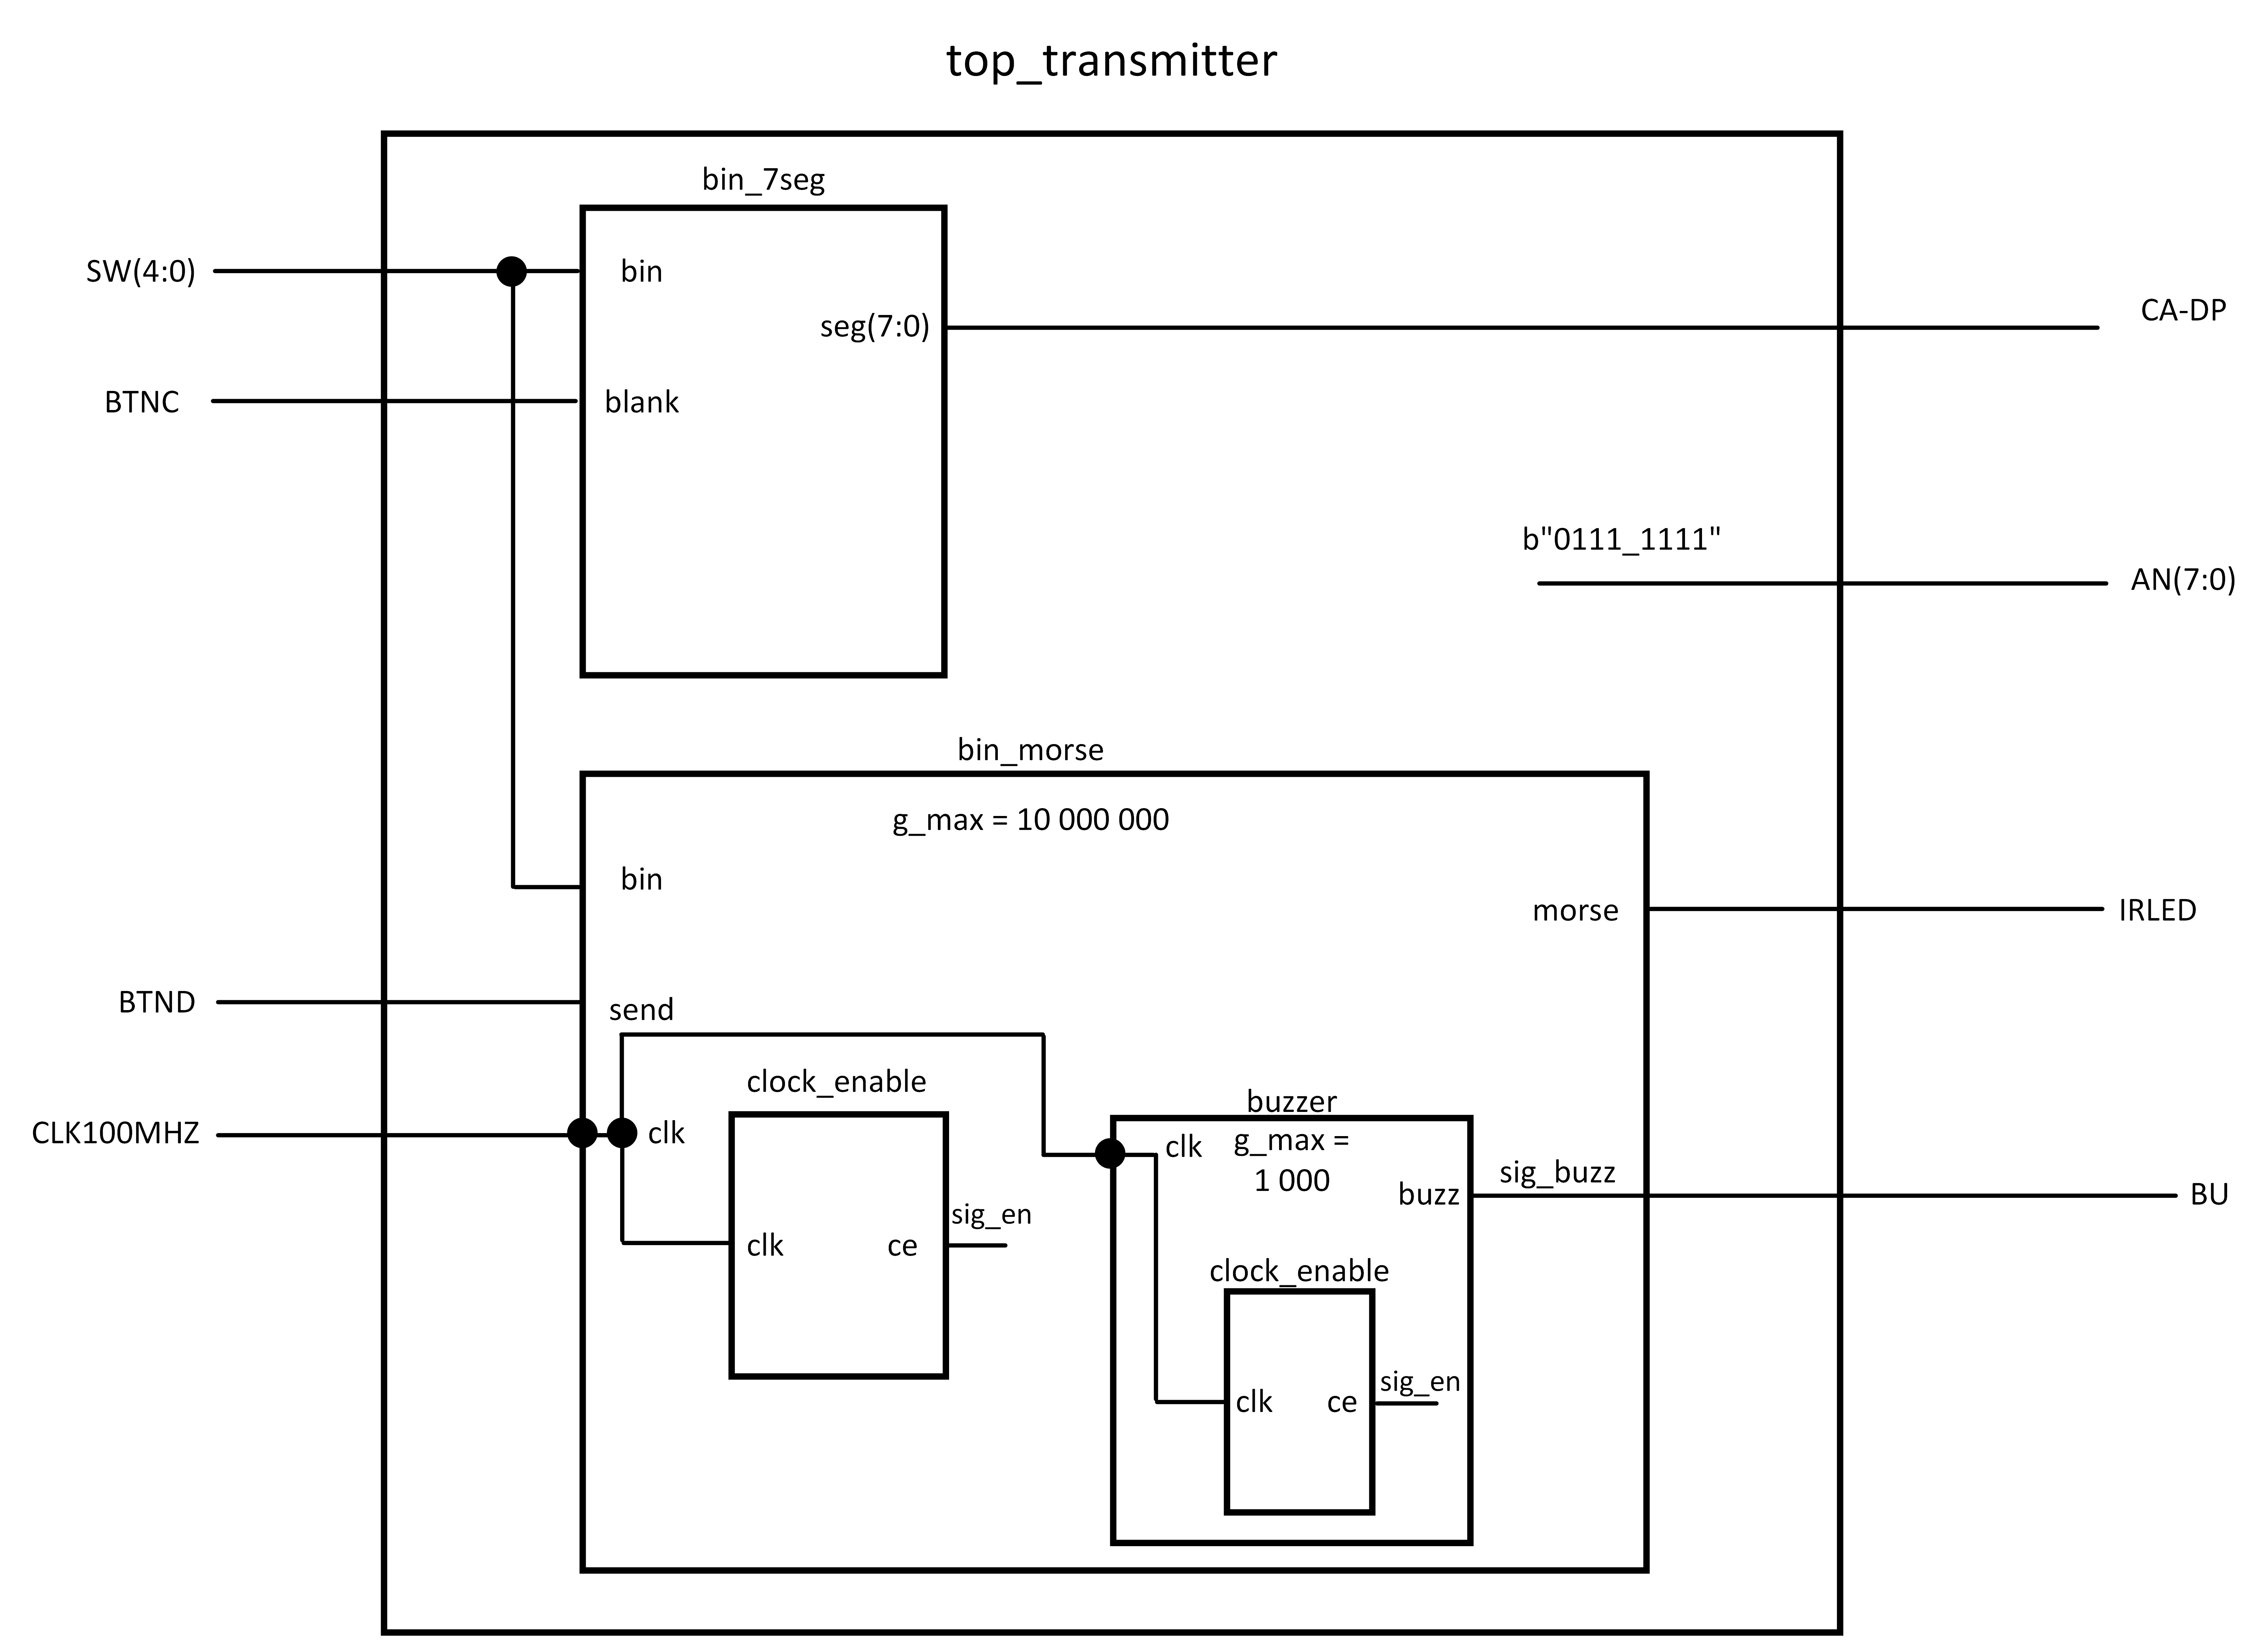 top_transmitter
bin_7seg
SW(4:0)
bin
seg(7:0)
CA-DP
BTNC
blank
b"0111_1111"
AN(7:0)
bin_morse
g_max = 10 000 000
bin
morse
IRLED
BTND
send
clock_enable
buzzer
CLK100MHZ
clk
clk
g_max =
1 000
buzz
sig_buzz
BU
sig_en
clk
ce
clock_enable
sig_en
clk
ce